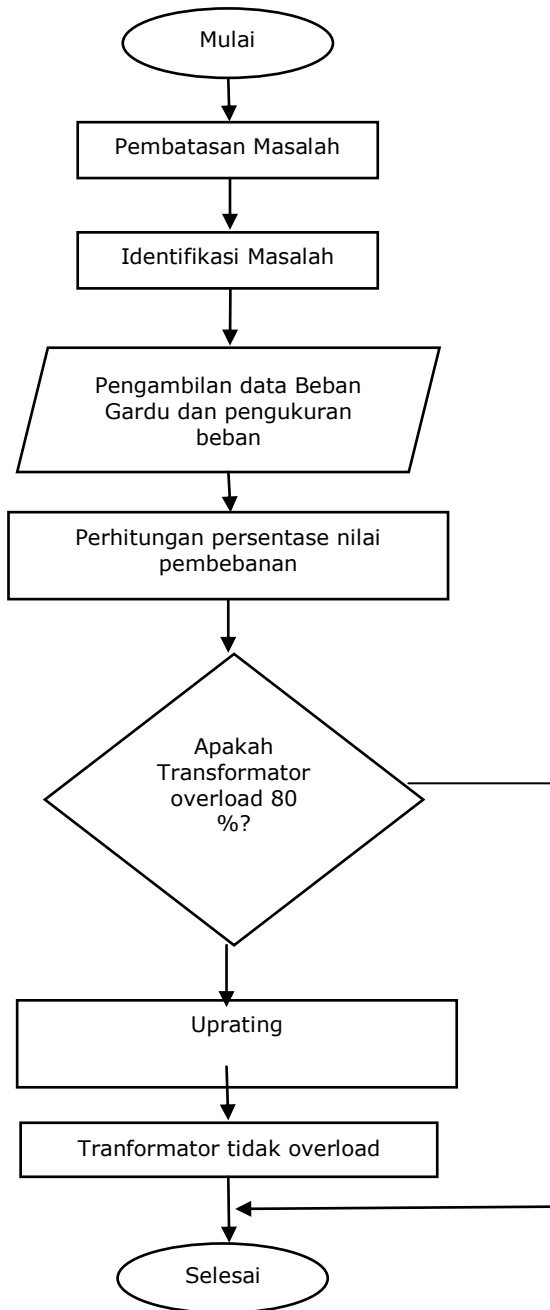 Mulai
Pembatasan Masalah
Identifikasi Masalah
Pengambilan data Beban
Gardu dan pengukuran
beban
Perhitungan persentase nilai
pembebanan
Apakah
Transformator
overload 80
%?
Uprating
Tranformator tidak overload
Selesai